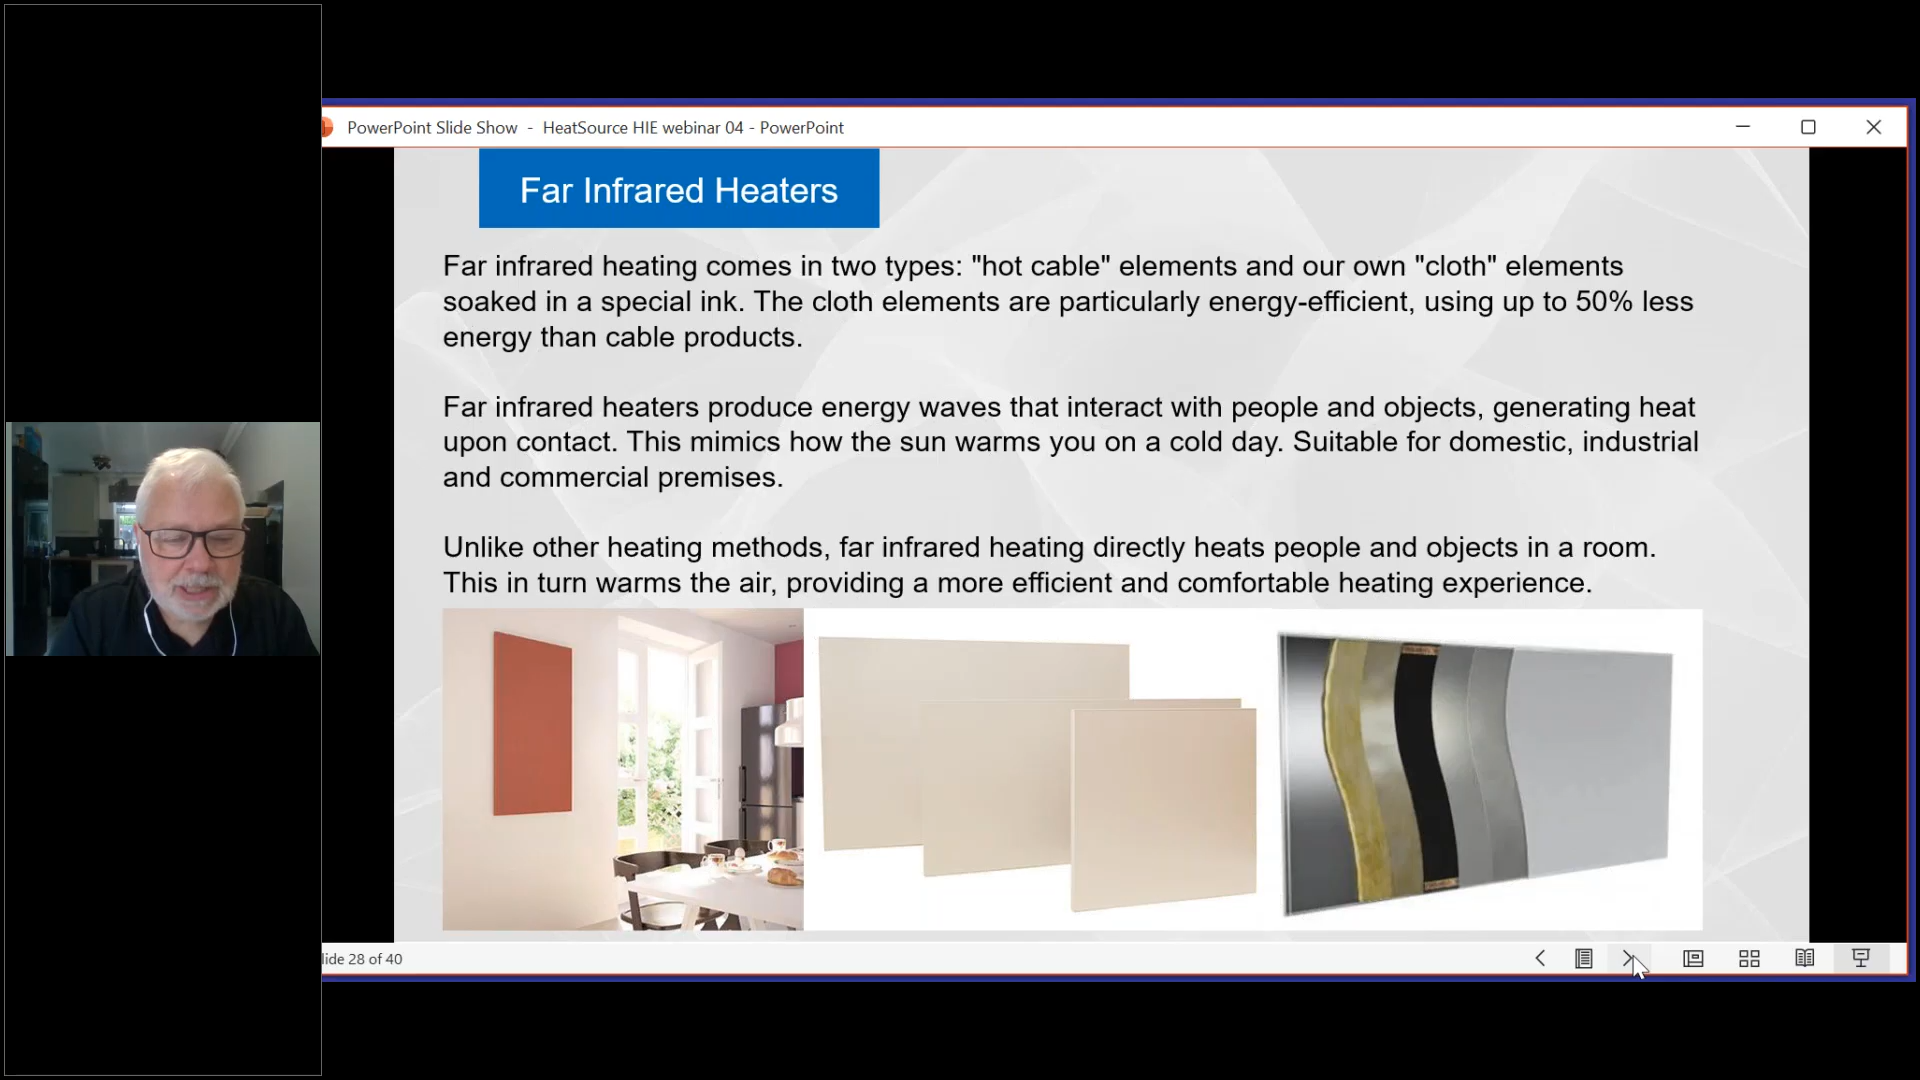 PowerPoint Slide Show - HeatSource HIE webinar 04 - PowerPoint
Far Infrared Heaters
Far infrared heating comes in two types: "hot cable" elements and our own "cloth" elements
soaked in a special ink. The cloth elements are particularly energy-efficient, using up to 50% less
energy than cable products.
Far infrared heaters produce energy waves that interact with people and objects, generating heat
upon contact. This mimics how the sun warms you on a cold day. Suitable for domestic, industrial
and commercial premises.
Unlike other heating methods, far infrared heating directly heats people and objects in a room.
This in turn warms the air, providing a more efficient and comfortable heating experience.
lide 28 of 40